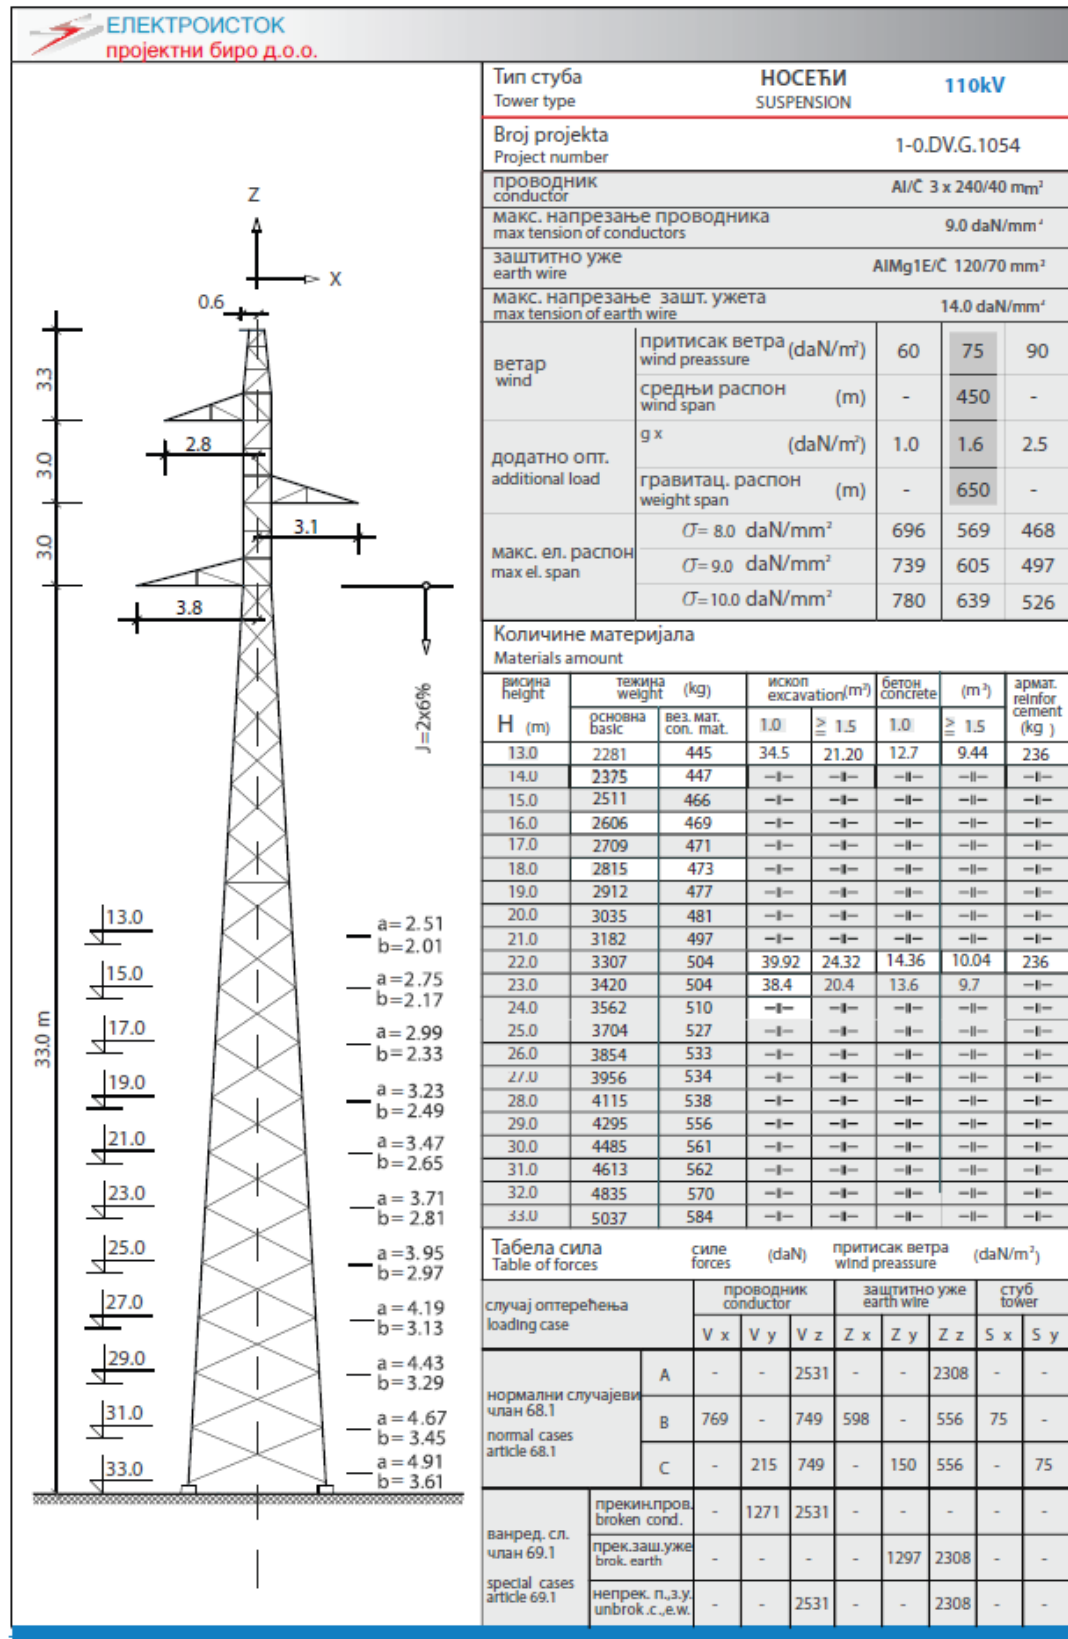 ЕЛЕКТРОИСТОК
пројектни биро д.о.о.
Тип стуба НОСЕЋИ 110kV
Tower type SUSPENSION
Broj projekta 1-0.DV.G.1054
Project number
проводник Al/Č 3 x 240/40 mm²
conductor
макс. напрезање проводника 9.0 daN/mm²
max tension of conductors
заштитно уже AlMg1E/Č 120/70 mm²
earth wire
макс. напрезање зашт. ужета 14.0 daN/mm²
max tension of earth wire
ветар
wind
притисак ветра (daN/m²) 60 75 90
wind preassure
средњи распон (m) - 450 -
wind span
додатно опт.
additional load
g x (daN/m²) 1.0 1.6 2.5
гравитац. распон (m) - 650 -
weight span
макс. ел. распон
max el. span
σ= 8.0 daN/mm² 696 569 468
σ= 9.0 daN/mm² 739 605 497
σ=10.0 daN/mm² 780 639 526
Количине материјала
Materials amount
висина тежина (kg) ископ бетон (m³) армат.
height weight excavation(m³) concrete reinfor
cement
H (m) основна вез. мат. 1.0 ≧ 1.5 1.0 ≧ 1.5 (kg )
basic con. mat.
13.0 2281 445 34.5 21.20 12.7 9.44 236
14.0 2375 447 –॥– –॥– –॥– –॥– –॥–
15.0 2511 466 –॥– –॥– –॥– –॥– –॥–
16.0 2606 469 –॥– –॥– –॥– –॥– –॥–
17.0 2709 471 –॥– –॥– –॥– –॥– –॥–
18.0 2815 473 –॥– –॥– –॥– –॥– –॥–
19.0 2912 477 –॥– –॥– –॥– –॥– –॥–
20.0 3035 481 –॥– –॥– –॥– –॥– –॥–
21.0 3182 497 –॥– –॥– –॥– –॥– –॥–
22.0 3307 504 39.92 24.32 14.36 10.04 236
23.0 3420 504 38.4 20.4 13.6 9.7 –॥–
24.0 3562 510 –॥– –॥– –॥– –॥– –॥–
25.0 3704 527 –॥– –॥– –॥– –॥– –॥–
26.0 3854 533 –॥– –॥– –॥– –॥– –॥–
27.0 3956 534 –॥– –॥– –॥– –॥– –॥–
28.0 4115 538 –॥– –॥– –॥– –॥– –॥–
29.0 4295 556 –॥– –॥– –॥– –॥– –॥–
30.0 4485 561 –॥– –॥– –॥– –॥– –॥–
31.0 4613 562 –॥– –॥– –॥– –॥– –॥–
32.0 4835 570 –॥– –॥– –॥– –॥– –॥–
33.0 5037 584 –॥– –॥– –॥– –॥– –॥–
Табела сила силе (daN) притисак ветра (daN/m²)
Table of forces forces wind preassure
случај оптерећења проводник заштитно уже стуб
loading case conductor earth wire tower
V x V y V z Z x Z y Z z S x S y
нормални случајеви
члан 68.1
normal cases
article 68.1
A - - 2531 - - 2308 - -
B 769 - 749 598 - 556 75 -
C - 215 749 - 150 556 - 75
ванред. сл.
члан 69.1
special cases
article 69.1
прекин.пров. - 1271 2531 - - - - -
broken cond.
прек.заш.уже - - - - 1297 2308 - -
brok. earth
непрек. п.,з.у. - - 2531 - - 2308 - -
unbrok .c.,e.w.
Z
X
0.6
3.3
2.8
3.0
3.1
3.0
3.8
J=2x6%
33.0 m
13.0 a= 2.51
b=2.01
15.0 a=2.75
b=2.17
17.0 a=2.99
b=2.33
19.0 a= 3.23
b=2.49
21.0 a=3.47
b=2.65
23.0 a= 3.71
b= 2.81
25.0 a=3.95
b=2.97
27.0 a= 4.19
b=3.13
29.0 a= 4.43
b=3.29
31.0 a= 4.67
b= 3.45
33.0 a= 4.91
b= 3.61